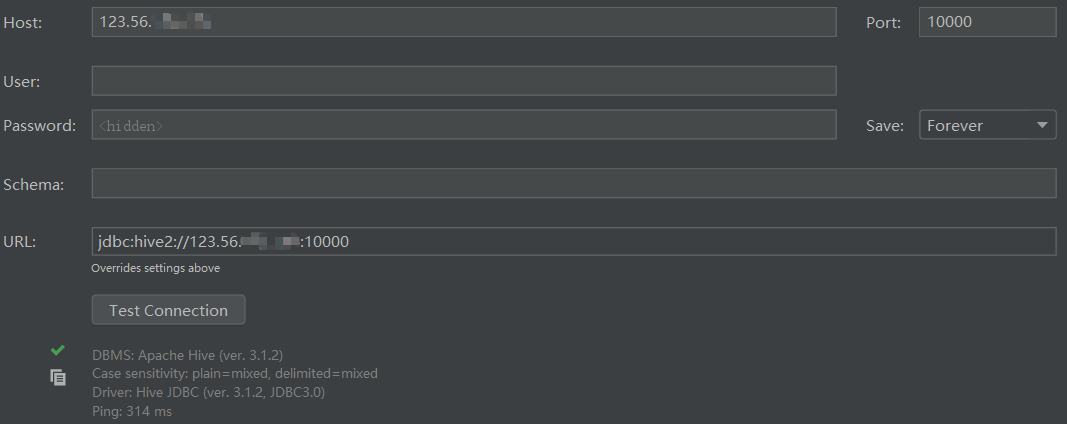 Host: 123.56. Port: 10000
User:
Password: <hidden> Save: Forever
Schema:
URL: jdbc:hive2://123.56. :10000
Overrides settings above
Test Connection
DBMS: Apache Hive (ver. 3.1.2)
Case sensitivity: plain=mixed, delimited=mixed
Driver: Hive JDBC (ver. 3.1.2, JDBC3.0)
Ping: 314 ms